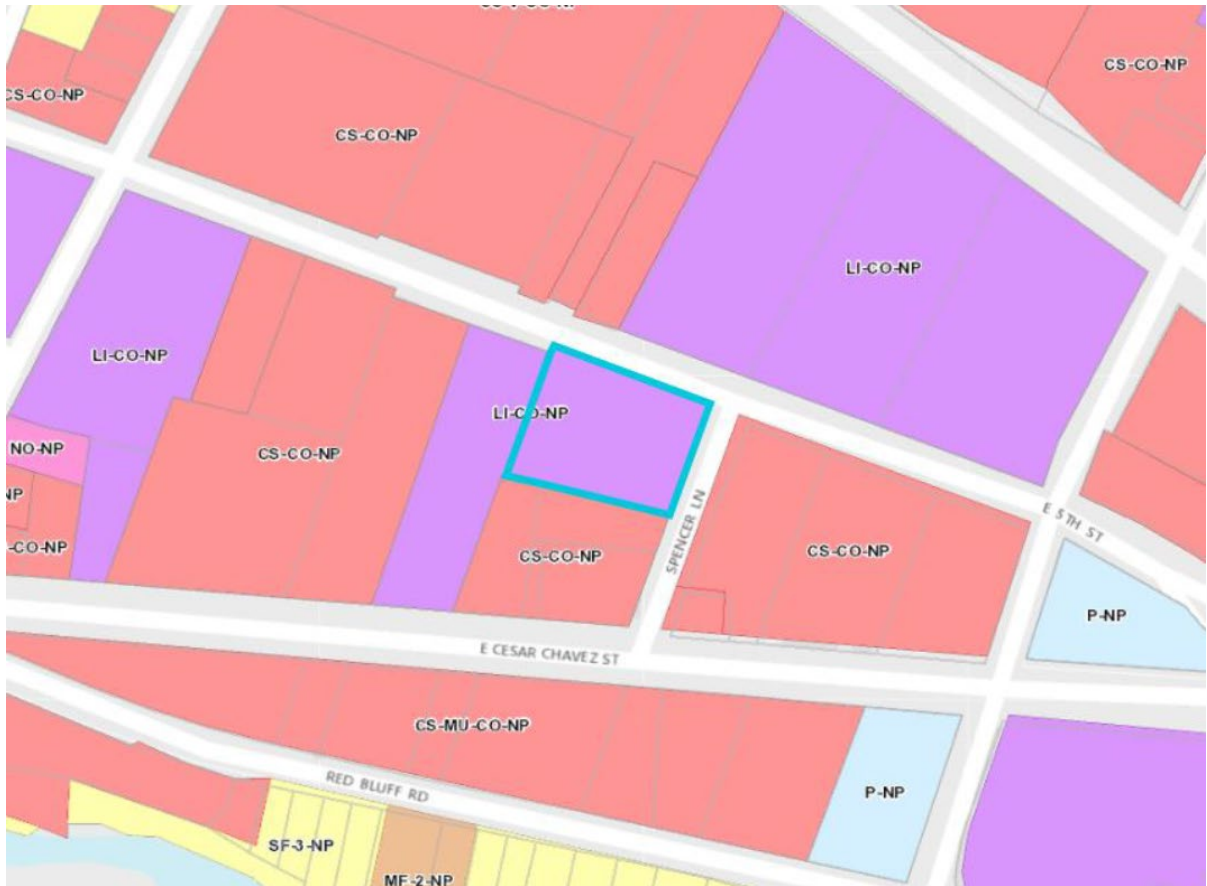 CS-CO-NP
CS-CO-NP
CS-CO-NP
LI-CO-NP
LI-CO-NP
LI-CO-NP
NO-NP
CS-CO-NP
NP
-CO-NP
CS-CO-NP
SPENCER LN
CS-CO-NP
E 5TH ST
P-NP
E CESAR CHAVEZ ST
CS-MU-CO-NP
RED BLUFF RD
P-NP
SF-3-NP
MF-2-NP